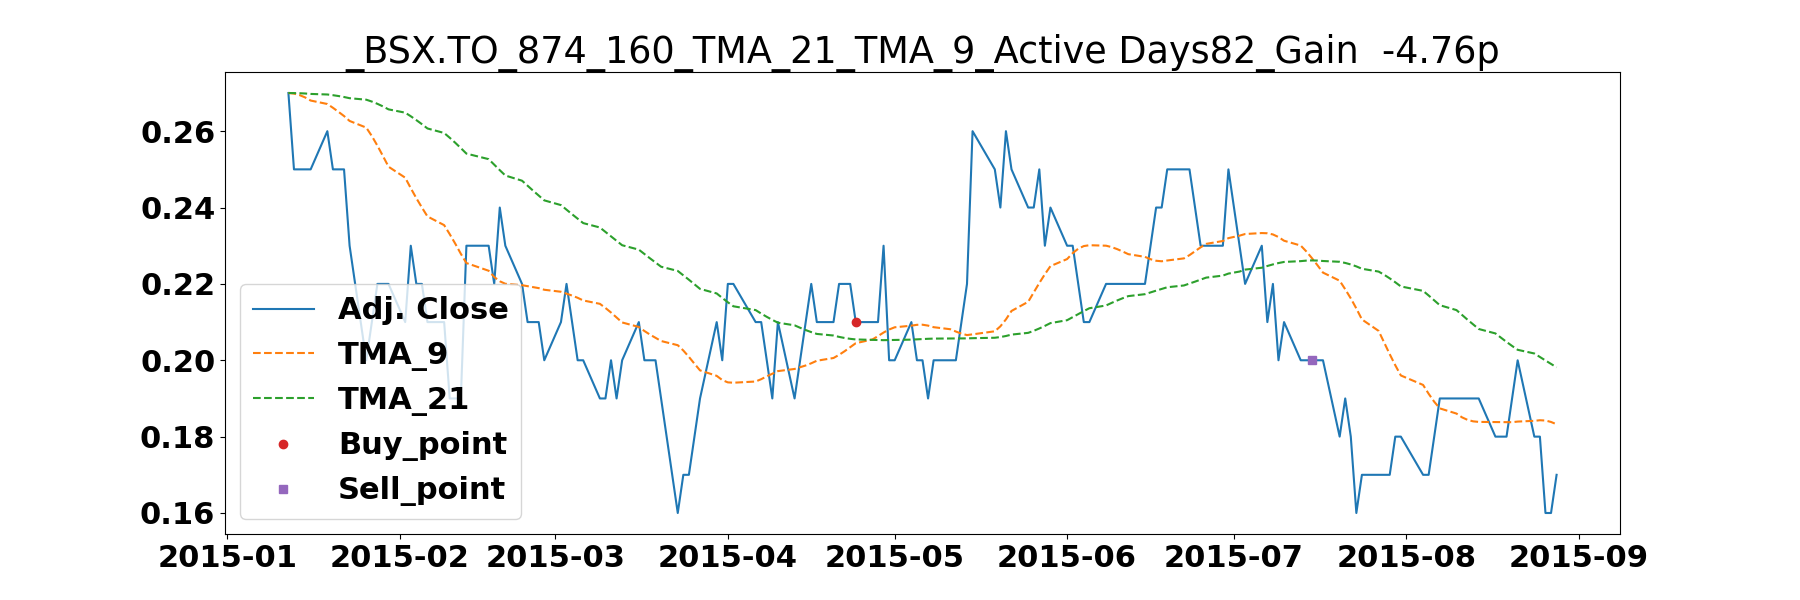 _BSX.TO_874_160_TMA_21_TMA_9_Active Days82_Gain  -4.76p
0.26
0.24
0.22
0.20
0.18
0.16
Adj. Close
TMA_9
TMA_21
Buy_point
Sell_point
2015-01 2015-02 2015-03 2015-04 2015-05 2015-06 2015-07 2015-08 2015-09